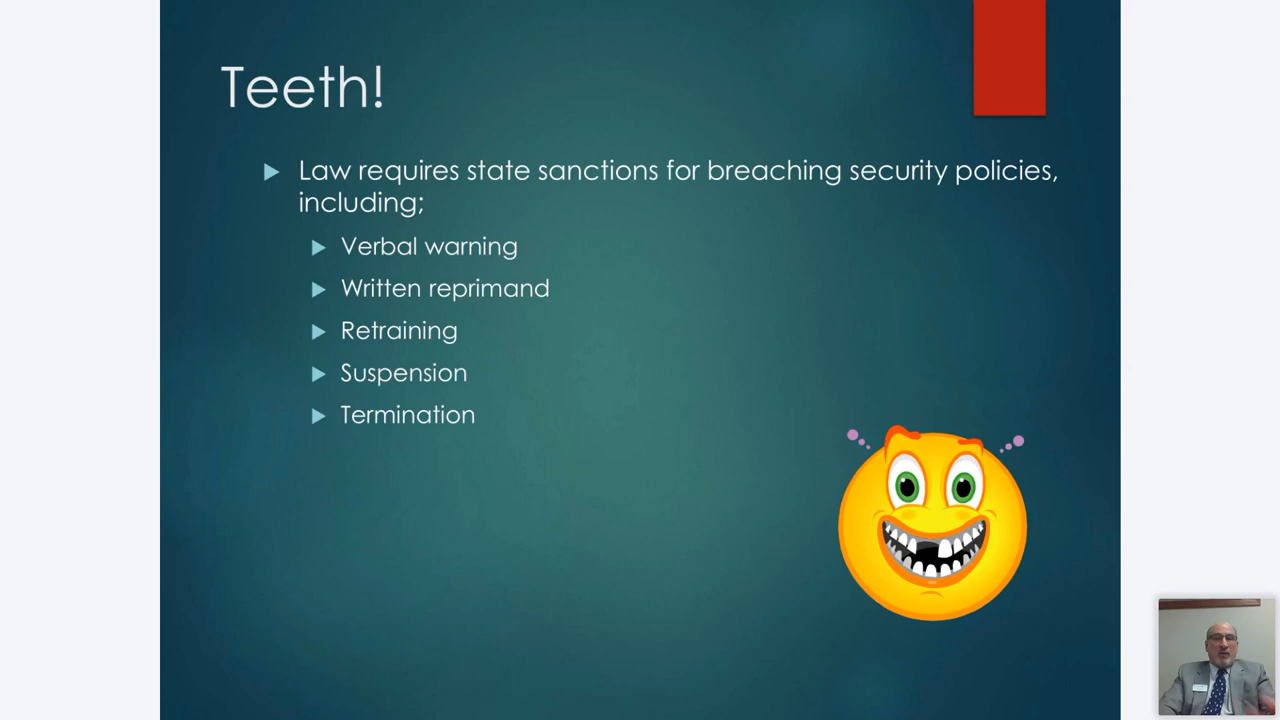 Teeth!
Law requires state sanctions for breaching security policies,
including;
Verbal warning
Written reprimand
Retraining
Suspension
Termination